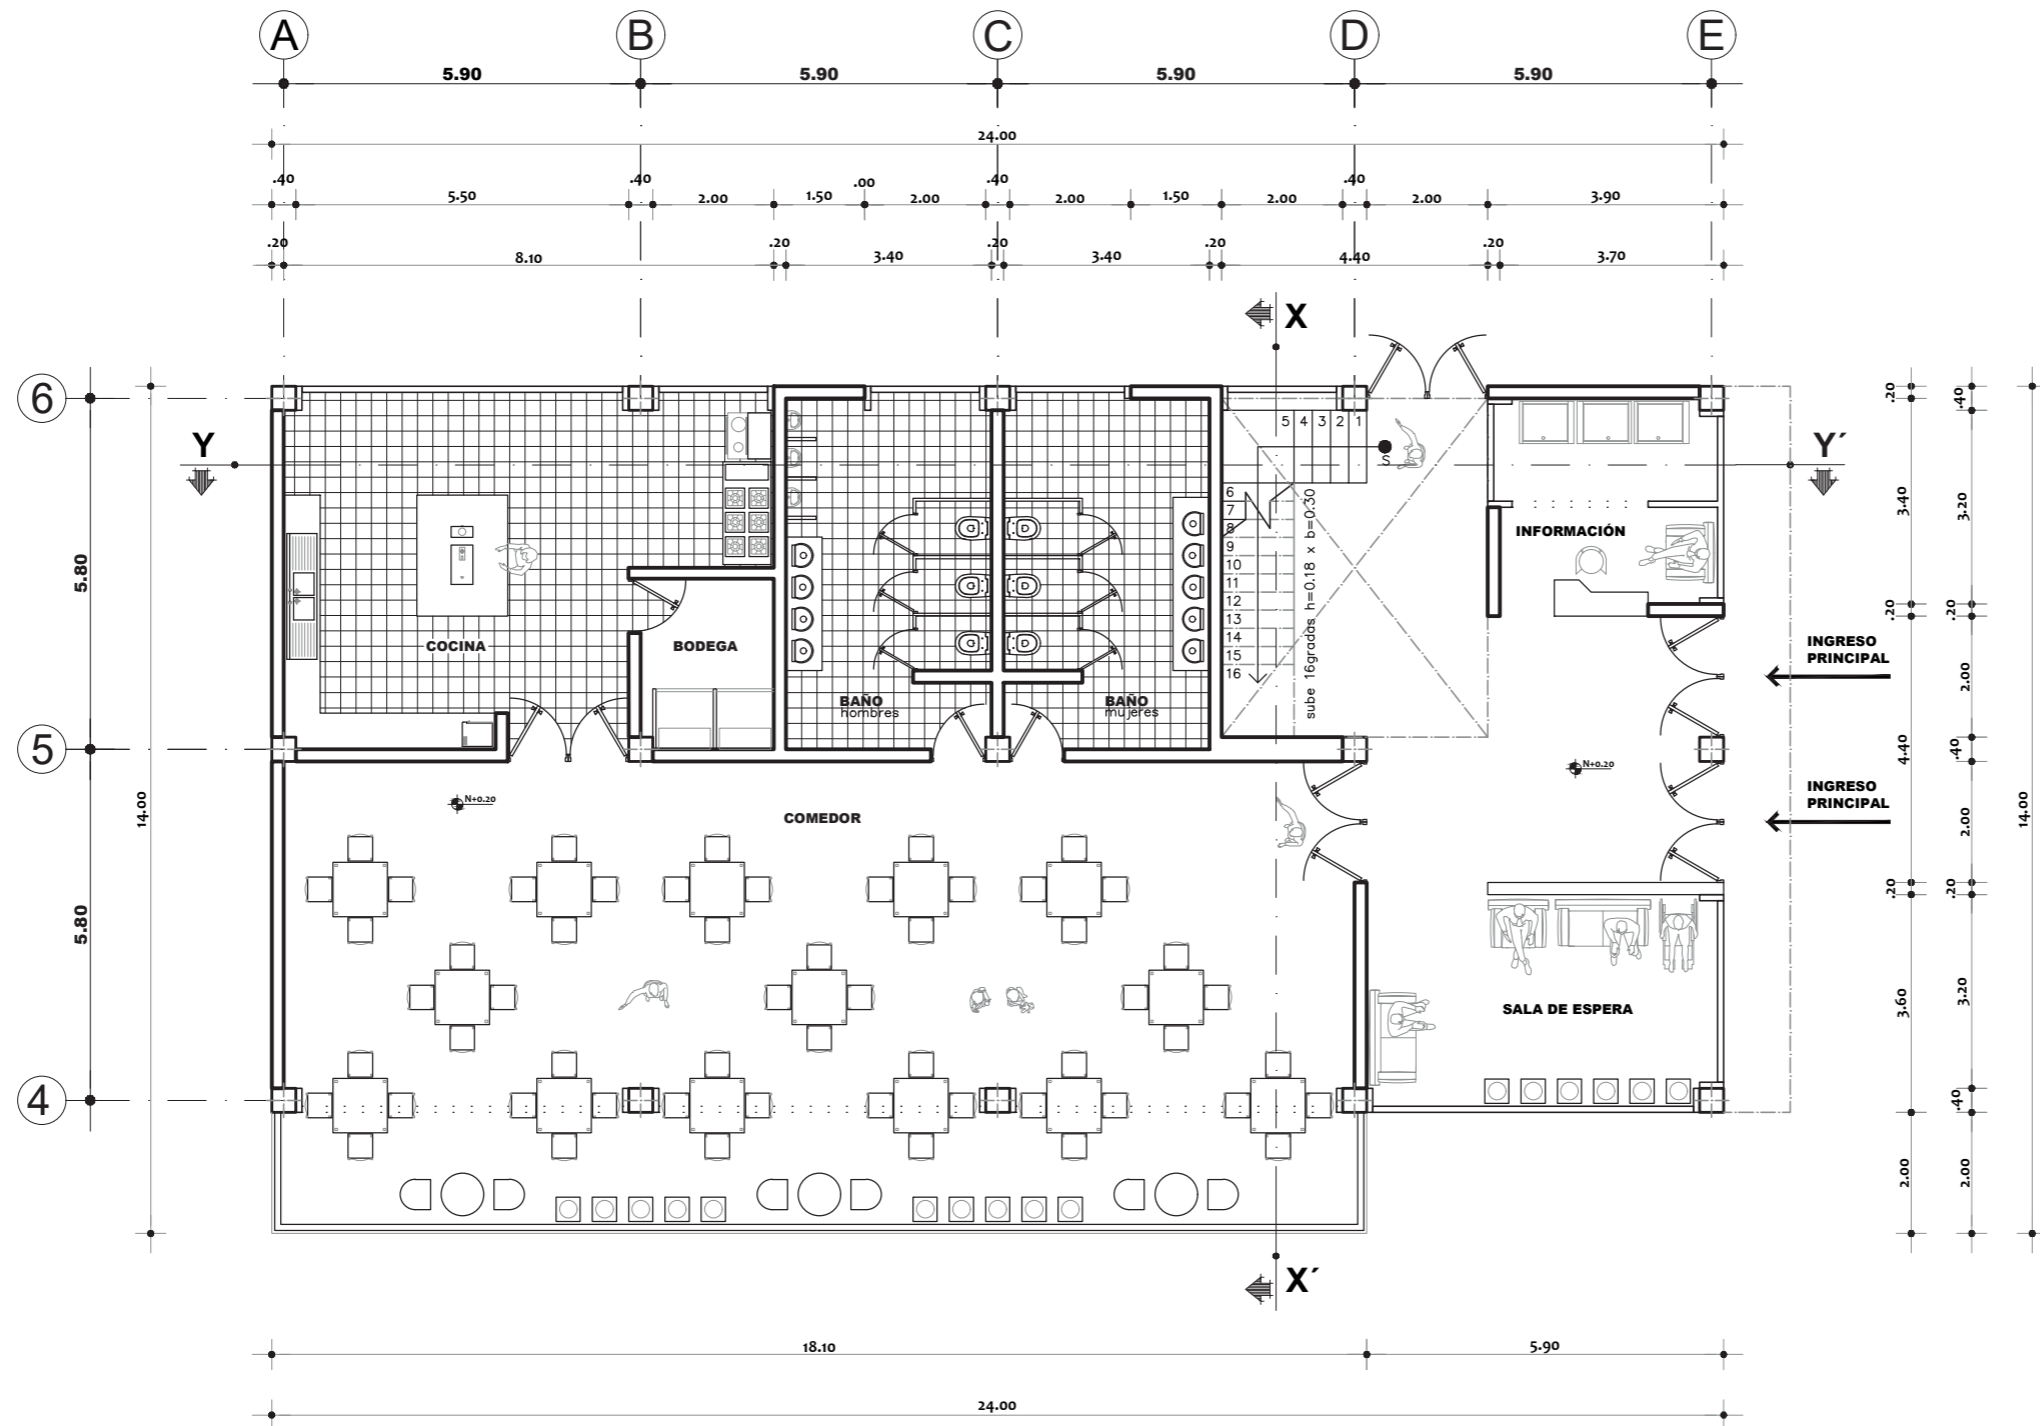 A B C D E
5.90 5.90 5.90 5.90
24.00
.40 5.50 .40 2.00 1.50 .00 2.00 .40 2.00 1.50 2.00 .40 2.00 3.90
.20 8.10 .20 3.40 .20 3.40 .20 4.40 .20 3.70
X
6
5
4
5.80
5.80
14.00
Y
Y´
5 4 3 2 1
S
6
7
8
9
10
11
12
13
14
15
16
sube 16gradas h=0.18 x b=0.30
INFORMACIÓN
COCINA
BODEGA
BAÑO
hombres
BAÑO
mujeres
INGRESO
PRINCIPAL
INGRESO
PRINCIPAL
N+0.20
N+0.20
COMEDOR
SALA DE ESPERA
.20
3.40
.20
4.40
.20
3.60
2.00
.40
3.20
.20
2.00
.40
2.00
.20
3.20
.40
2.00
14.00
X´
18.10 5.90
24.00